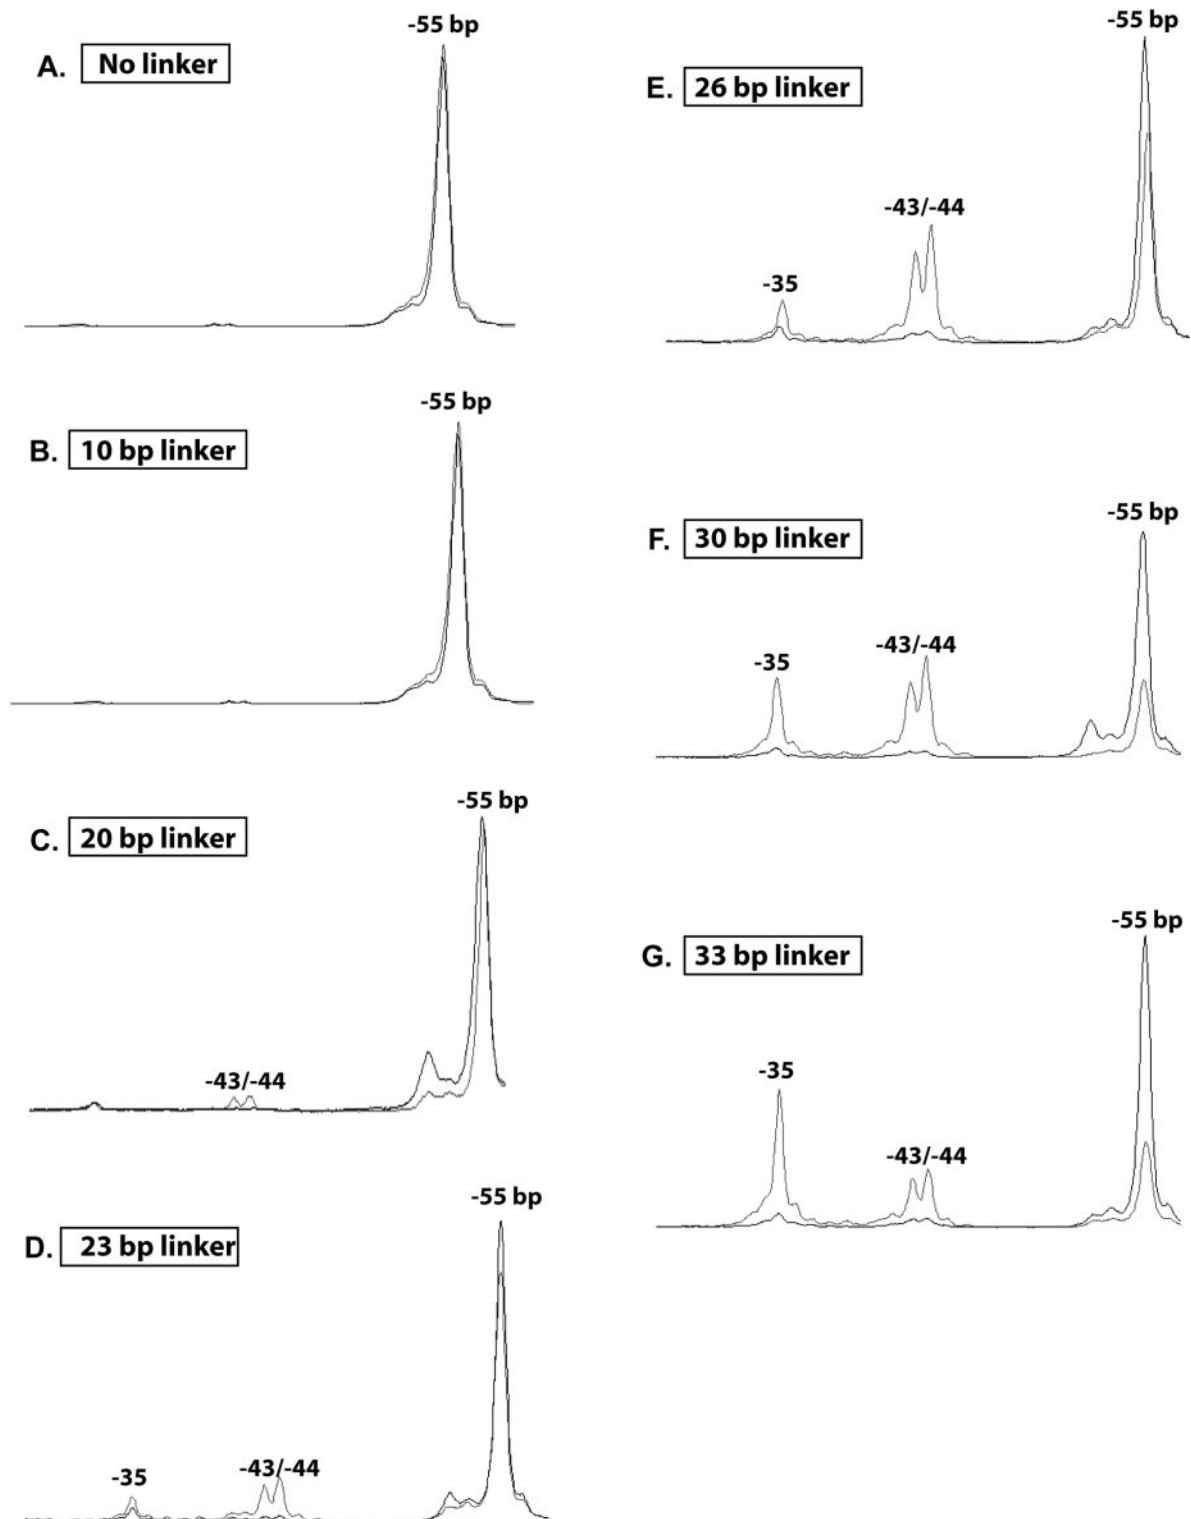 -55 bp
A. No linker
-55 bp
B. 10 bp linker
-55 bp
C. 20 bp linker
-43/-44
-55 bp
D. 23 bp linker
-35
-43/-44
-55 bp
E. 26 bp linker
-43/-44
-35
-55 bp
F. 30 bp linker
-43/-44
-35
-55 bp
G. 33 bp linker
-35
-43/-44